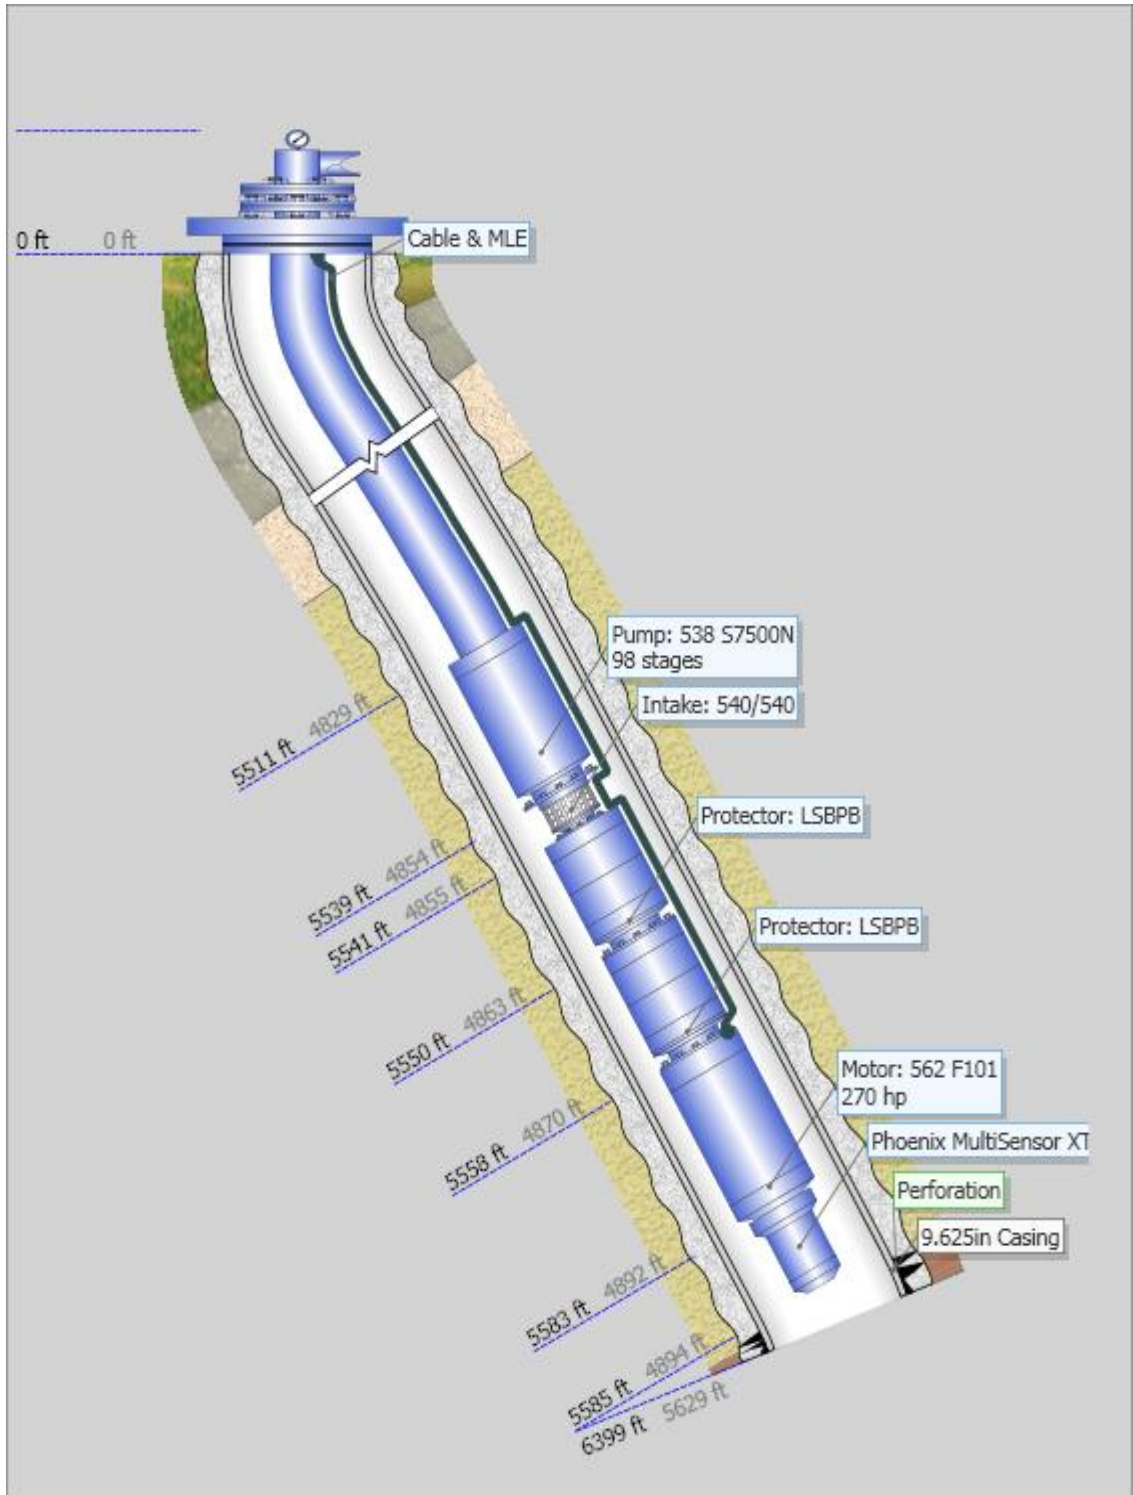 0 ft 0 ft
Cable & MLE
Pump: 538 S7500N
98 stages
Intake: 540/540
5511 ft 4829 ft
Protector: LSBPB
5539 ft 4854 ft
5541 ft 4855 ft
Protector: LSBPB
5550 ft 4863 ft
Motor: 562 F101
270 hp
5558 ft 4870 ft
Phoenix MultiSensor XT
Perforation
9.625in Casing
5583 ft 4892 ft
5585 ft 4894 ft
6399 ft 5629 ft